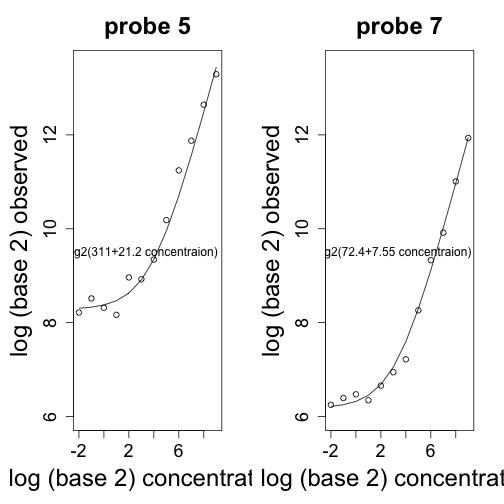 probe 5
log (base 2) observed
12
10
8
6
g2(311+21.2 concentraion)
-2 2 6
log (base 2) concentrat
probe 7
log (base 2) observed
12
10
8
6
g2(72.4+7.55 concentraion)
-2 2 6
log (base 2) concentrat